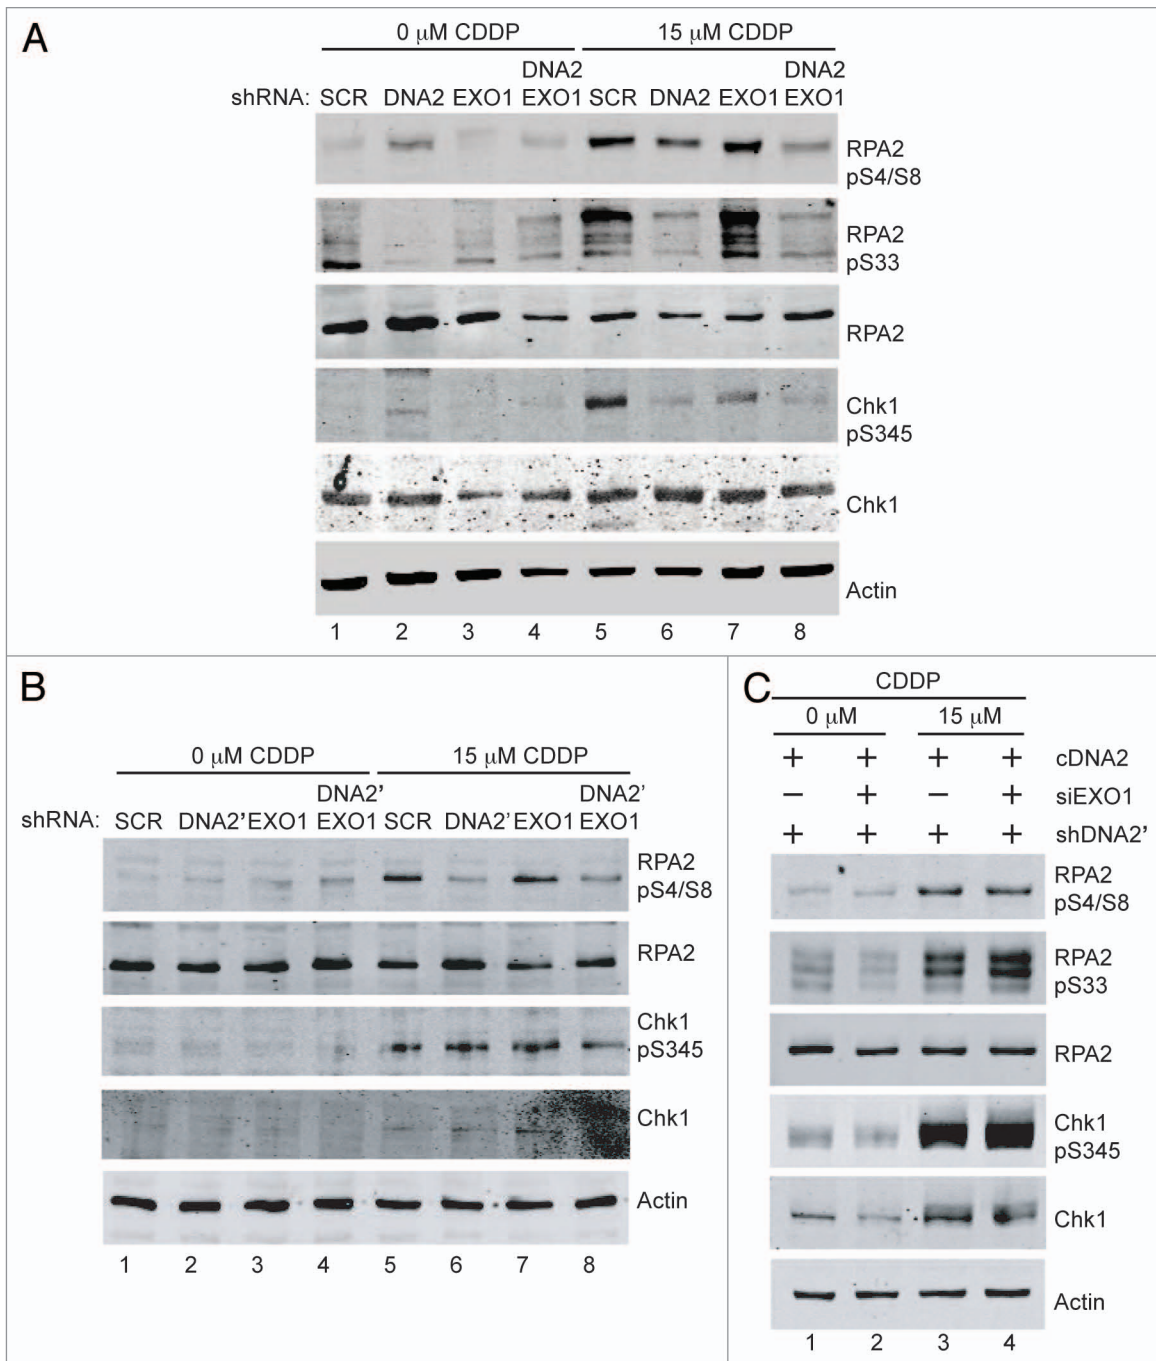 A
0 μM CDDP 15 μM CDDP
DNA2 DNA2
shRNA: SCR DNA2 EXO1 EXO1 SCR DNA2 EXO1 EXO1
RPA2
pS4/S8
RPA2
pS33
RPA2
Chk1
pS345
Chk1
Actin
1 2 3 4 5 6 7 8
B
0 μM CDDP 15 μM CDDP
DNA2' DNA2'
shRNA: SCR DNA2' EXO1 EXO1 SCR DNA2' EXO1 EXO1
RPA2
pS4/S8
RPA2
Chk1
pS345
Chk1
Actin
1 2 3 4 5 6 7 8
C
CDDP
0 μM 15 μM
+ + + + cDNA2
− + − + siEXO1
+ + + + shDNA2'
RPA2
pS4/S8
RPA2
pS33
RPA2
Chk1
pS345
Chk1
Actin
1 2 3 4